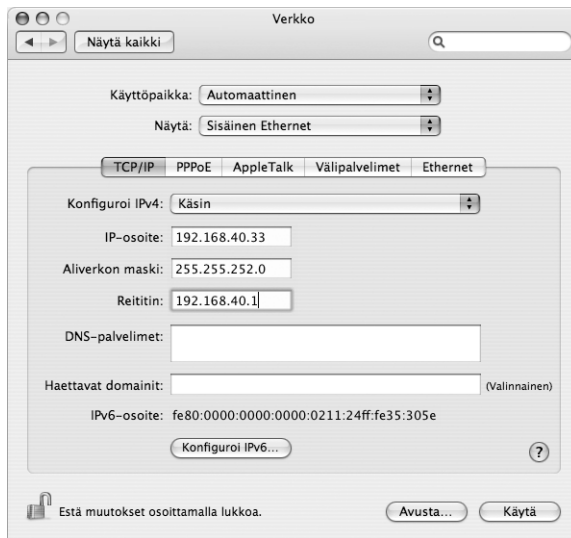 Verkko
Näytä kaikki
Käyttöpaikka: Automaattinen
Näytä: Sisäinen Ethernet
TCP/IP PPPoE AppleTalk Välipalvelimet Ethernet
Konfiguroi IPv4: Käsin
IP-osoite: 192.168.40.33
Aliverkon maski: 255.255.252.0
Reititin: 192.168.40.1
DNS-palvelimet:
Haettavat domainit: (Valinnainen)
IPv6-osoite: fe80:0000:0000:0000:0211:24ff:fe35:305e
Konfiguroi IPv6... ?
Estä muutokset osoittamalla lukkoa. Avusta... Käytä